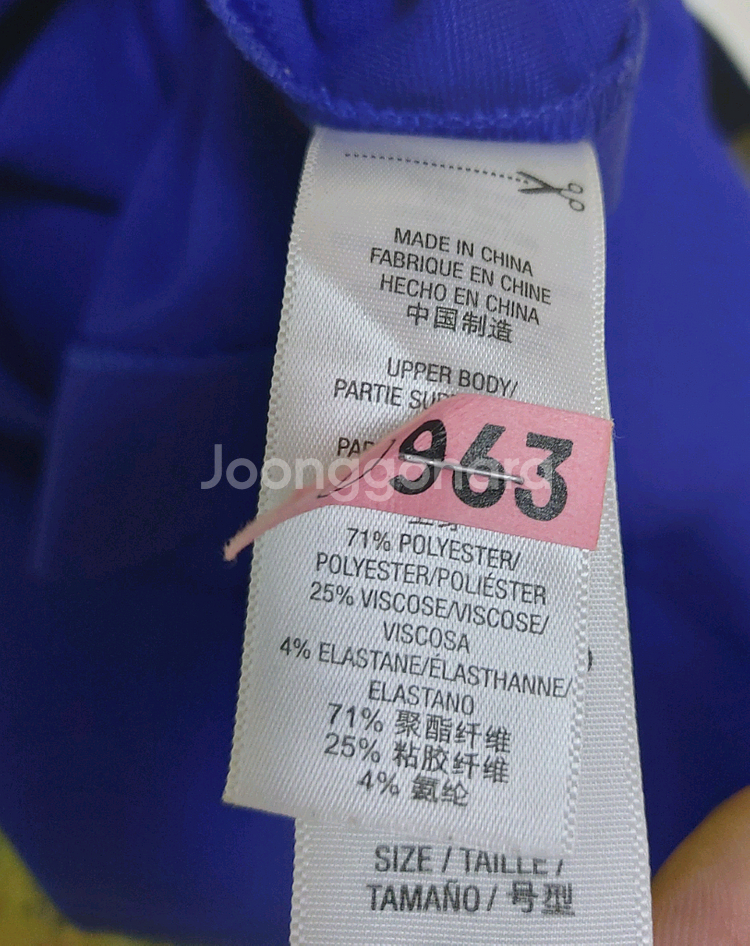 MADE IN CHINA
FABRIQUE EN CHINE
HECHO EN CHINA
中国制造
UPPER BODY/
PARTIE
963
Joonggonara
71% POLYESTER/
POLYESTER/POLIÉSTER
25% VISCOSE/VISCOSE/
VISCOSA
4% ELASTANE/ÉLASTHANNE/
ELASTANO
71% 聚酯纤维
25% 粘胶纤维
4% 氨纶
SIZE / TAILLE /
TAMAÑO / 号型